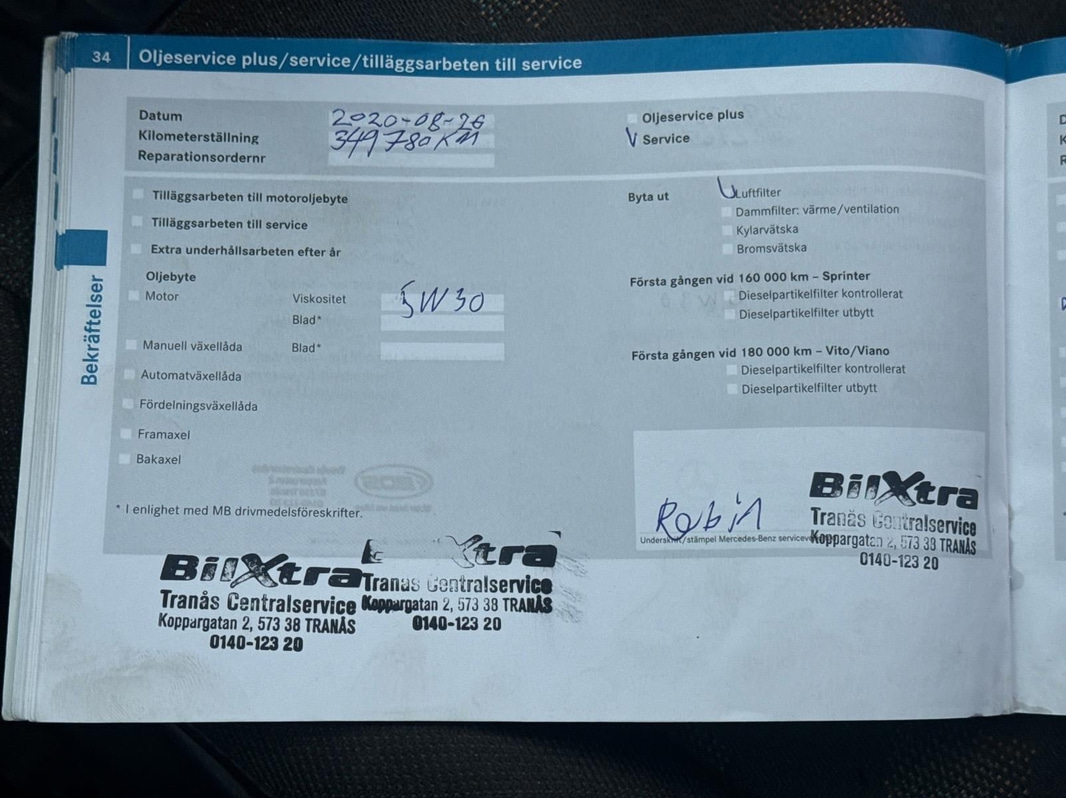 34 Oljeservice plus/service/tilläggsarbeten till service
Datum 2020-08-26
Kilometerställning 349780KM
Reparationsordernr
Oljeservice plus
V Service
Tilläggsarbeten till motoroljebyte
Tilläggsarbeten till service
Extra underhållsarbeten efter år
Oljebyte
Motor Viskositet 5W30
Blad*
Manuell växellåda Blad*
Automatväxellåda
Fördelningsväxellåda
Framaxel
Bakaxel
* I enlighet med MB drivmedelsföreskrifter.
Byta ut Luftfilter
Dammfilter: värme/ventilation
Kylarvätska
Bromsvätska
Första gången vid 160 000 km – Sprinter
Dieselpartikelfilter kontrollerat
Dieselpartikelfilter utbytt
Första gången vid 180 000 km – Vito/Viano
Dieselpartikelfilter kontrollerat
Dieselpartikelfilter utbytt
Robin
Underskrift/stämpel Mercedes-Benz
BilXtra
Tranås Centralservice
Koppargatan 2, 573 38 TRANÅS
0140-123 20
BilXtra
Tranås Centralservice
Koppargatan 2, 573 38 TRANÅS
0140-123 20
Xtra
Tranås Centralservice
Koppargatan 2, 573 38 TRANÅS
0140-123 20
Bekräftelser